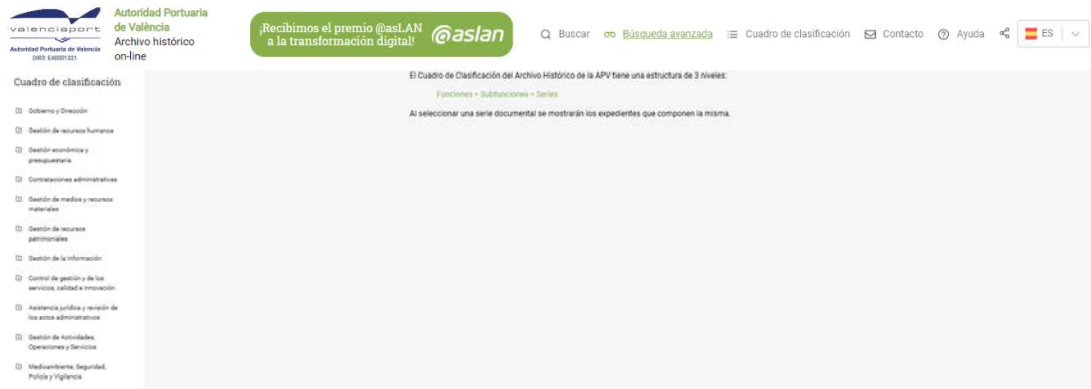 valenciaport
Autoridad Portuaria de Valencia
DIR3: EA0001321
Autoridad Portuaria
de València
Archivo histórico
on-line
¡Recibimos el premio @asLAN
a la transformación digital!
@aslan
Buscar
Búsqueda avanzada
Cuadro de clasificación
Contacto
Ayuda
ES
Cuadro de clasificación
Gobierno y Dirección
Gestión de recursos humanos
Gestión económica y
presupuestaria
Contrataciones administrativas
Gestión de medios y recursos
materiales
Gestión de recursos
patrimoniales
Gestión de la información
Control de gestión y de los
servicios, calidad e innovación
Asistencia jurídica y revisión de
los actos administrativos
Gestión de Actividades,
Operaciones y Servicios
Medioambiente, Seguridad,
Policía y Vigilancia
El Cuadro de Clasificación del Archivo Histórico de la APV tiene una estructura de 3 niveles:
Funciones + Subfunciones + Series
Al seleccionar una serie documental se mostrarán los expedientes que componen la misma.